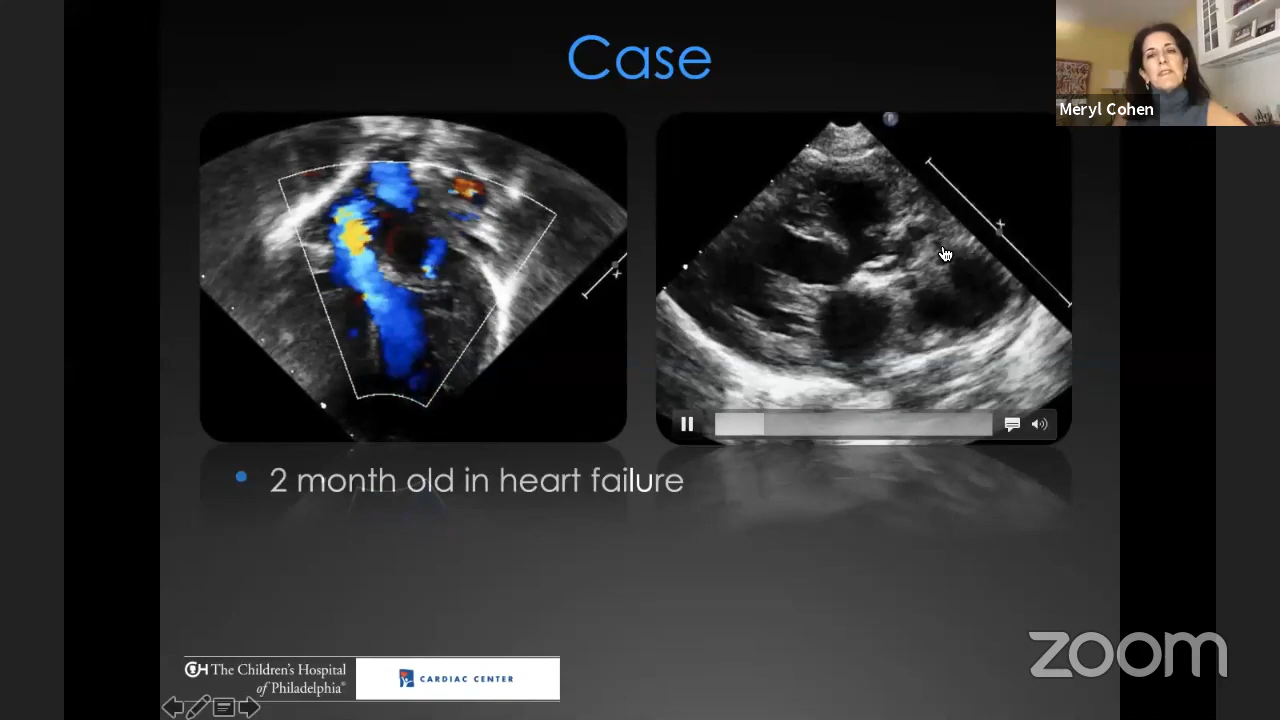 Case
Meryl Cohen
2 month old in heart failure
The Children's Hospital
of Philadelphia®
CARDIAC CENTER
zoom